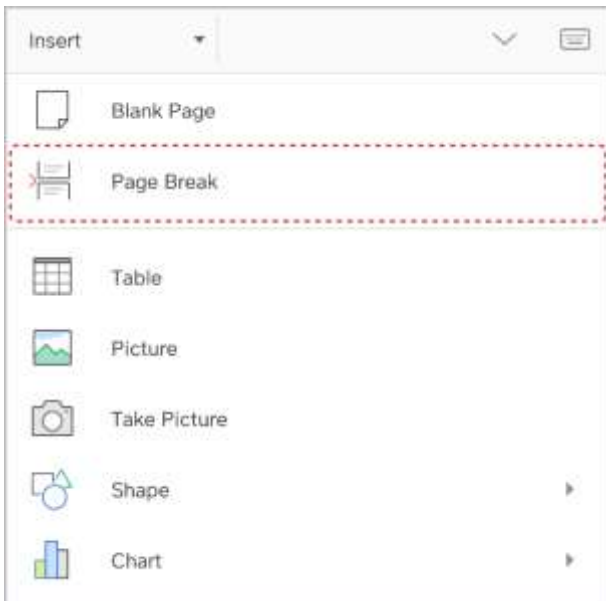 Insert
Blank Page
Page Break
Table
Picture
Take Picture
Shape
Chart